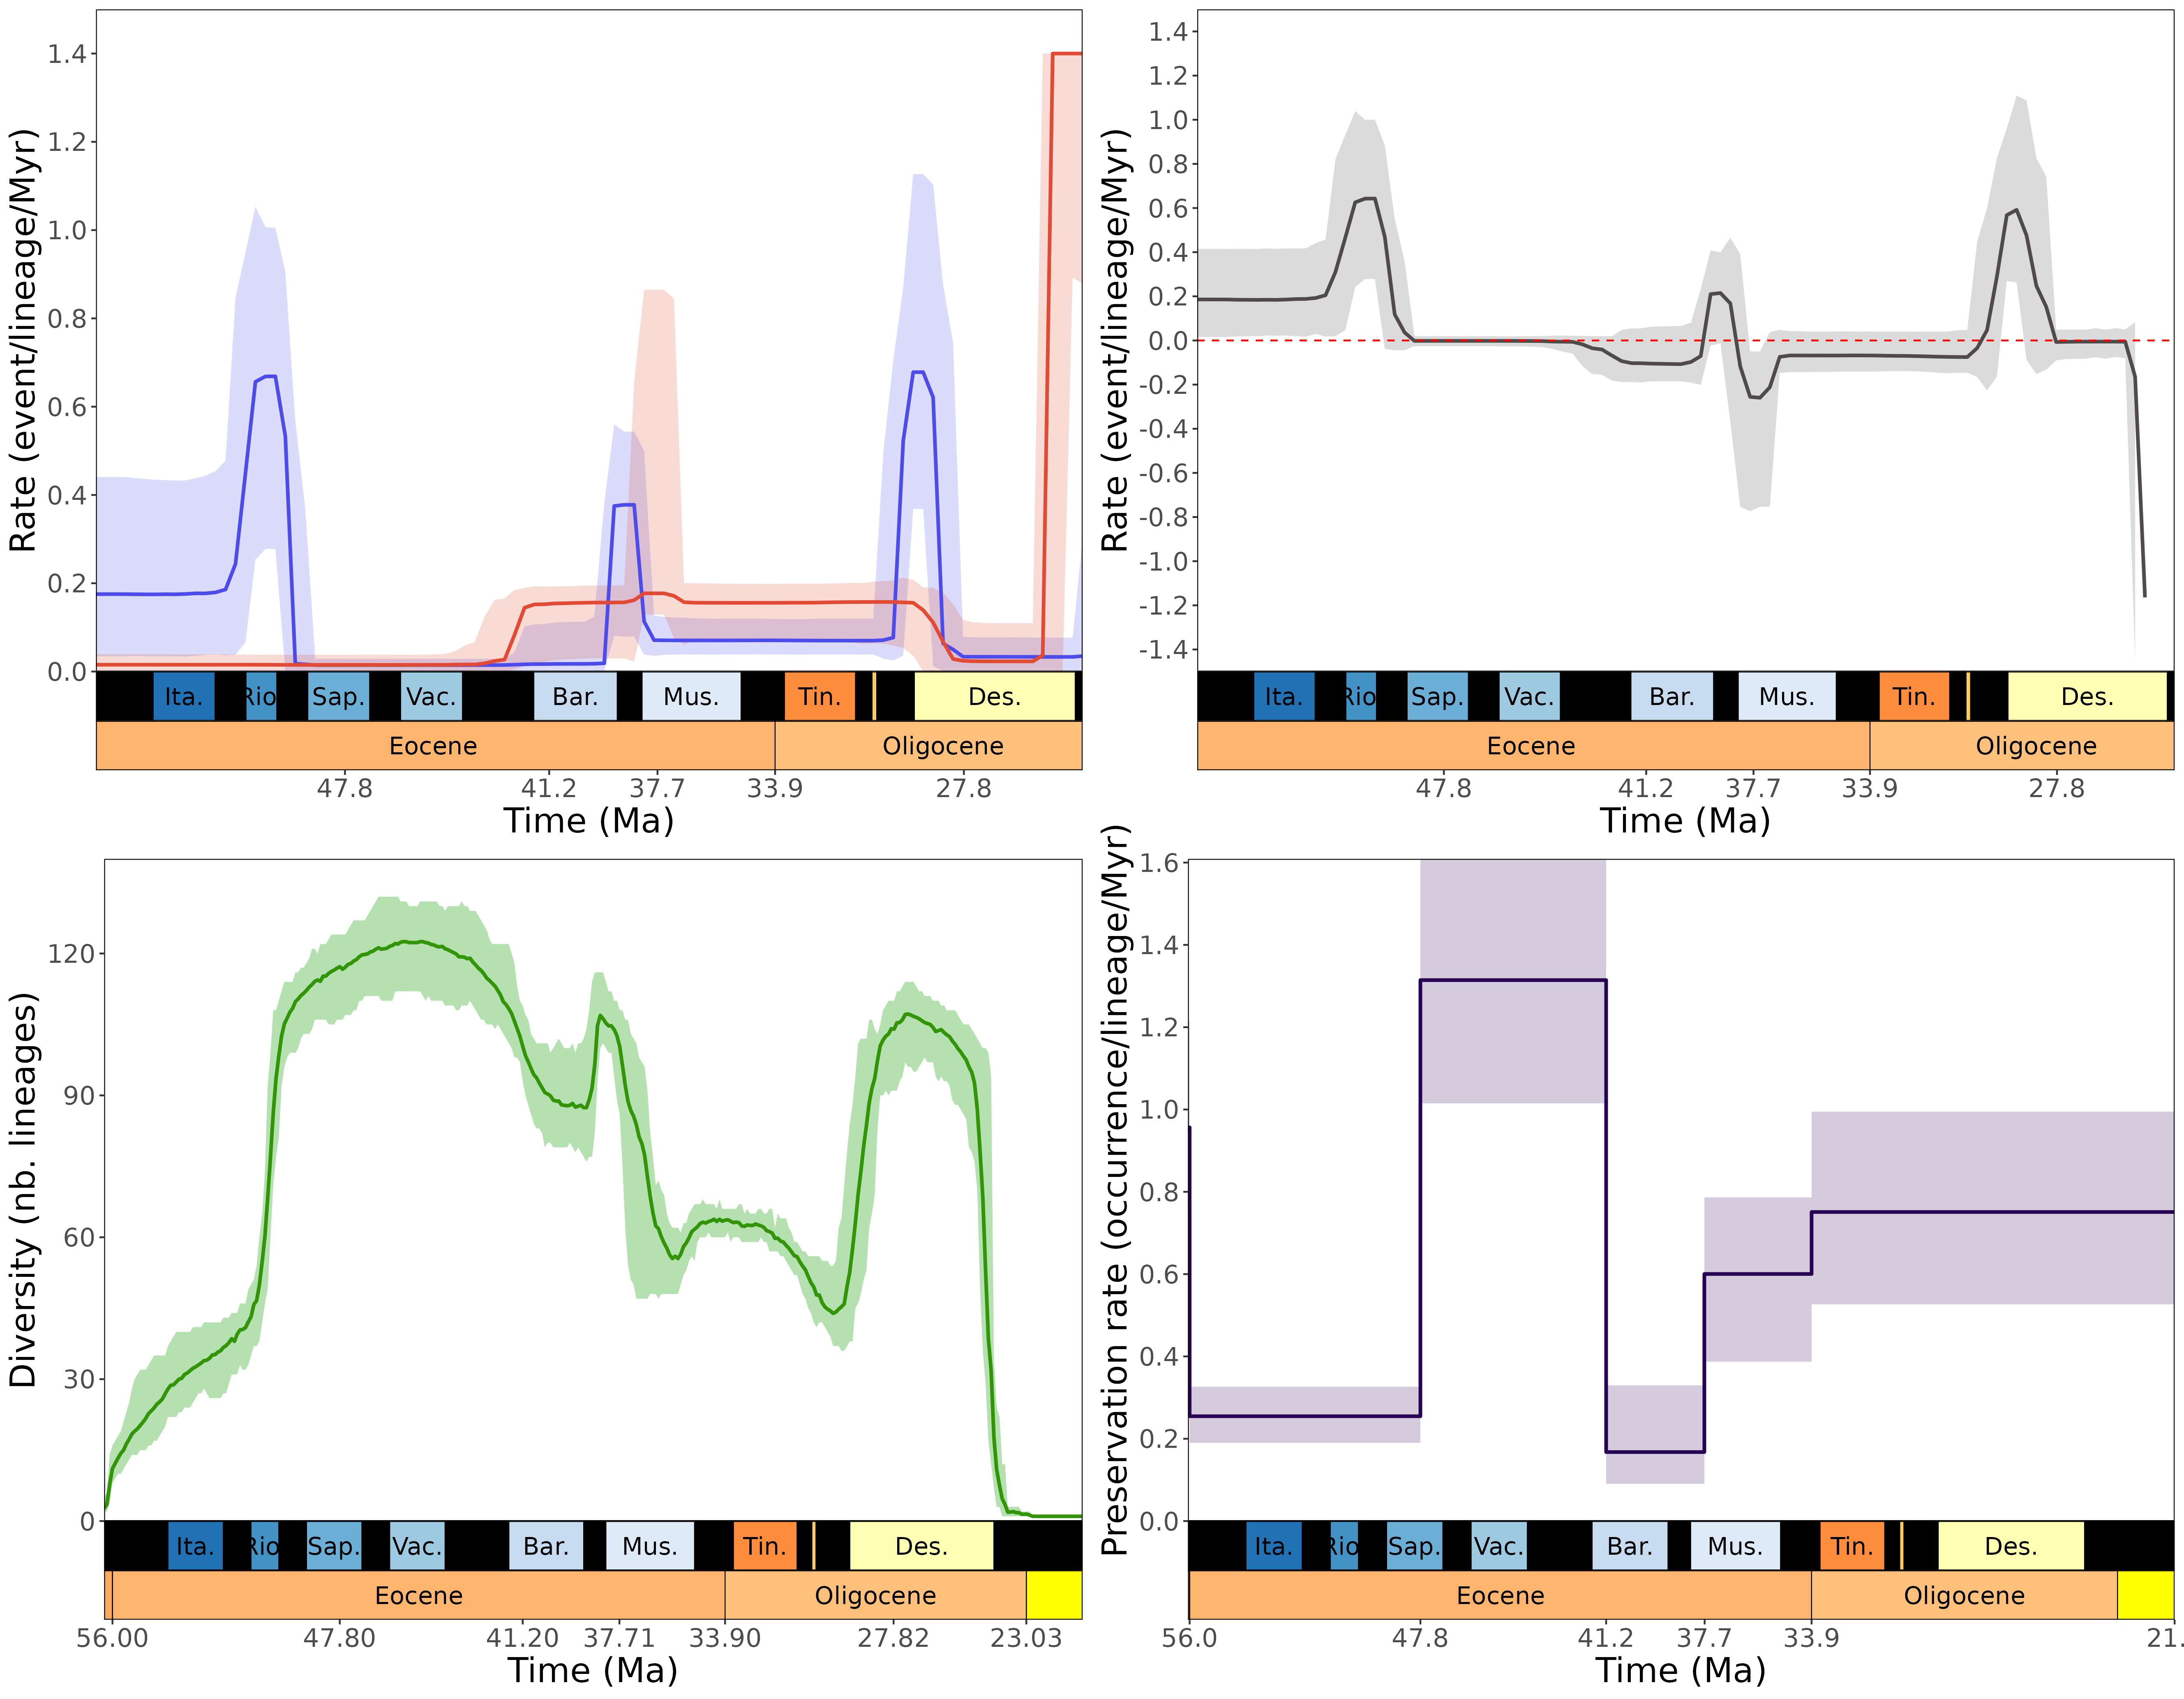 Rate (event/lineage/Myr)
1.4
1.2
1.0
0.8
0.6
0.4
0.2
0.0
Ita. Rio Sap. Vac. Bar. Mus. Tin. Des.
Eocene Oligocene
47.8 41.2 37.7 33.9 27.8
Time (Ma)
Rate (event/lineage/Myr)
1.4
1.2
1.0
0.8
0.6
0.4
0.2
0.0
-0.2
-0.4
-0.6
-0.8
-1.0
-1.2
-1.4
Ita. Rio Sap. Vac. Bar. Mus. Tin. Des.
Eocene Oligocene
47.8 41.2 37.7 33.9 27.8
Time (Ma)
Diversity (nb. lineages)
120
90
60
30
0
Ita. Rio Sap. Vac. Bar. Mus. Tin. Des.
Eocene Oligocene
56.00 47.80 41.20 37.71 33.90 27.82 23.03
Time (Ma)
Preservation rate (occurrence/lineage/Myr)
1.6
1.4
1.2
1.0
0.8
0.6
0.4
0.2
0.0
Ita. Rio Sap. Vac. Bar. Mus. Tin. Des.
Eocene Oligocene
56.0 47.8 41.2 37.7 33.9 21.
Time (Ma)